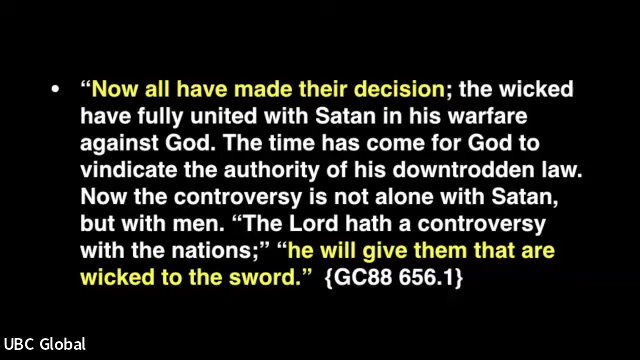 • “Now all have made their decision; the wicked
have fully united with Satan in his warfare
against God. The time has come for God to
vindicate the authority of his downtrodden law.
Now the controversy is not alone with Satan,
but with men. “The Lord hath a controversy
with the nations;” “he will give them that are
wicked to the sword.” {GC88 656.1}
UBC Global